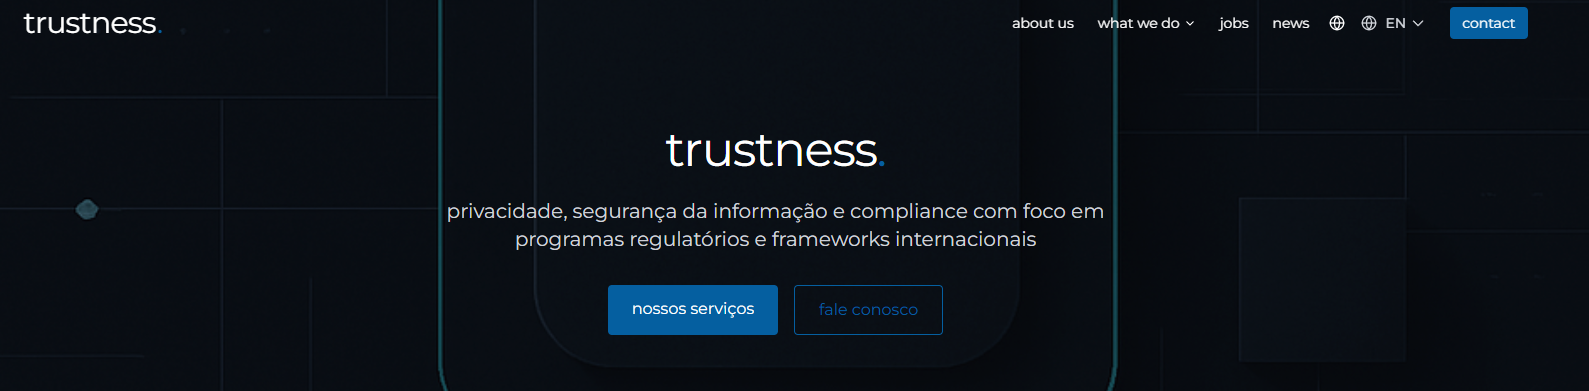 trustness.
about us
what we do
jobs
news
EN
contact
trustness.
privacidade, segurança da informação e compliance com foco em
programas regulatórios e frameworks internacionais
nossos serviços
fale conosco